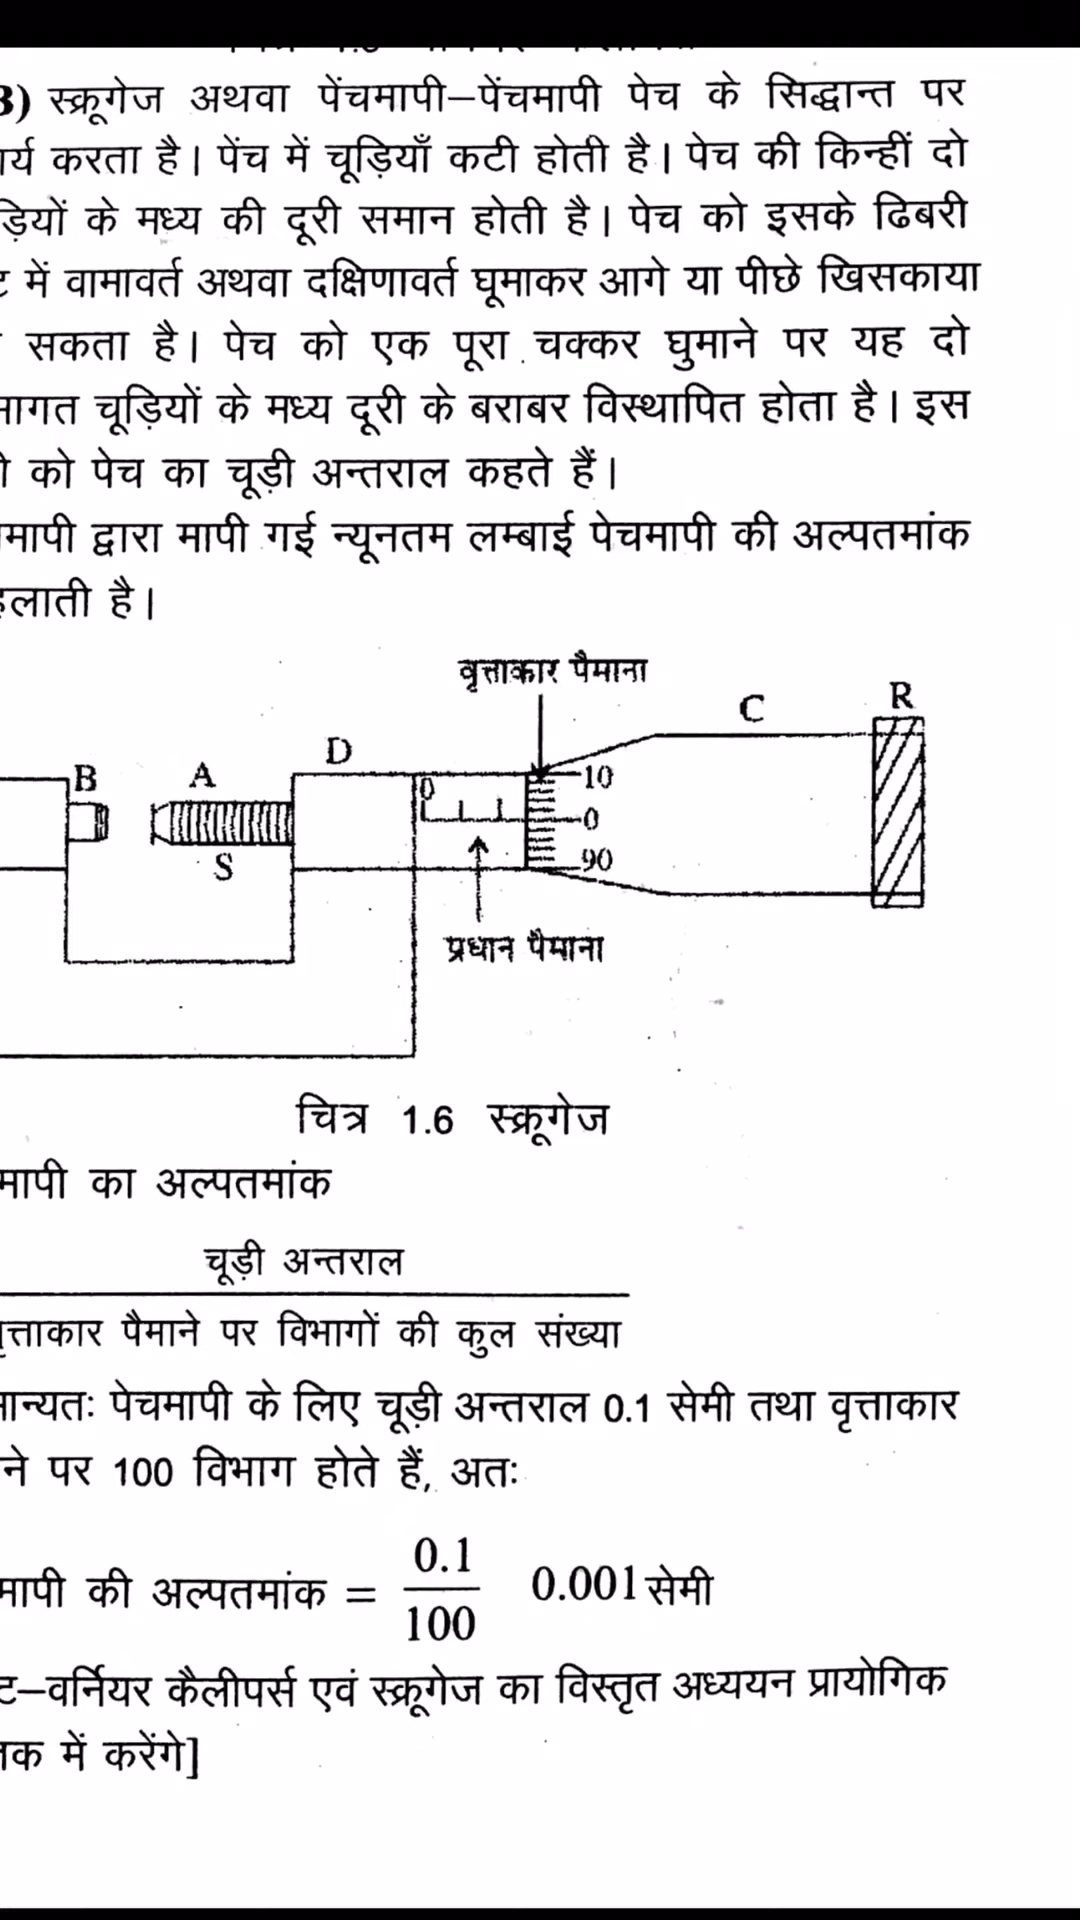 3) स्क्रूगेज अथवा पेंचमापी–पेंचमापी पेच के सिद्धान्त पर
र्य करता है। पेंच में चूड़ियाँ कटी होती है। पेच की किन्हीं दो
ड़ियों के मध्य की दूरी समान होती है। पेच को इसके ढिबरी
ट में वामावर्त अथवा दक्षिणावर्त घूमाकर आगे या पीछे खिसकाया
सकता है। पेच को एक पूरा चक्कर घुमाने पर यह दो
मागत चूड़ियों के मध्य दूरी के बराबर विस्थापित होता है। इस
को पेच का चूड़ी अन्तराल कहते हैं।
मापी द्वारा मापी गई न्यूनतम लम्बाई पेचमापी की अल्पतमांक
हलाती है।
वृत्ताकार पैमाना
B A D C R
0 10
0
S 90
प्रधान पैमाना
चित्र 1.6 स्क्रूगेज
मापी का अल्पतमांक
चूड़ी अन्तराल
वृत्ताकार पैमाने पर विभागों की कुल संख्या
मान्यतः पेचमापी के लिए चूड़ी अन्तराल 0.1 सेमी तथा वृत्ताकार
ने पर 100 विभाग होते हैं, अतः
मापी की अल्पतमांक = 0.1/100 0.001 सेमी
ट–वर्नियर कैलीपर्स एवं स्क्रूगेज का विस्तृत अध्ययन प्रायोगिक
तक में करेंगे]